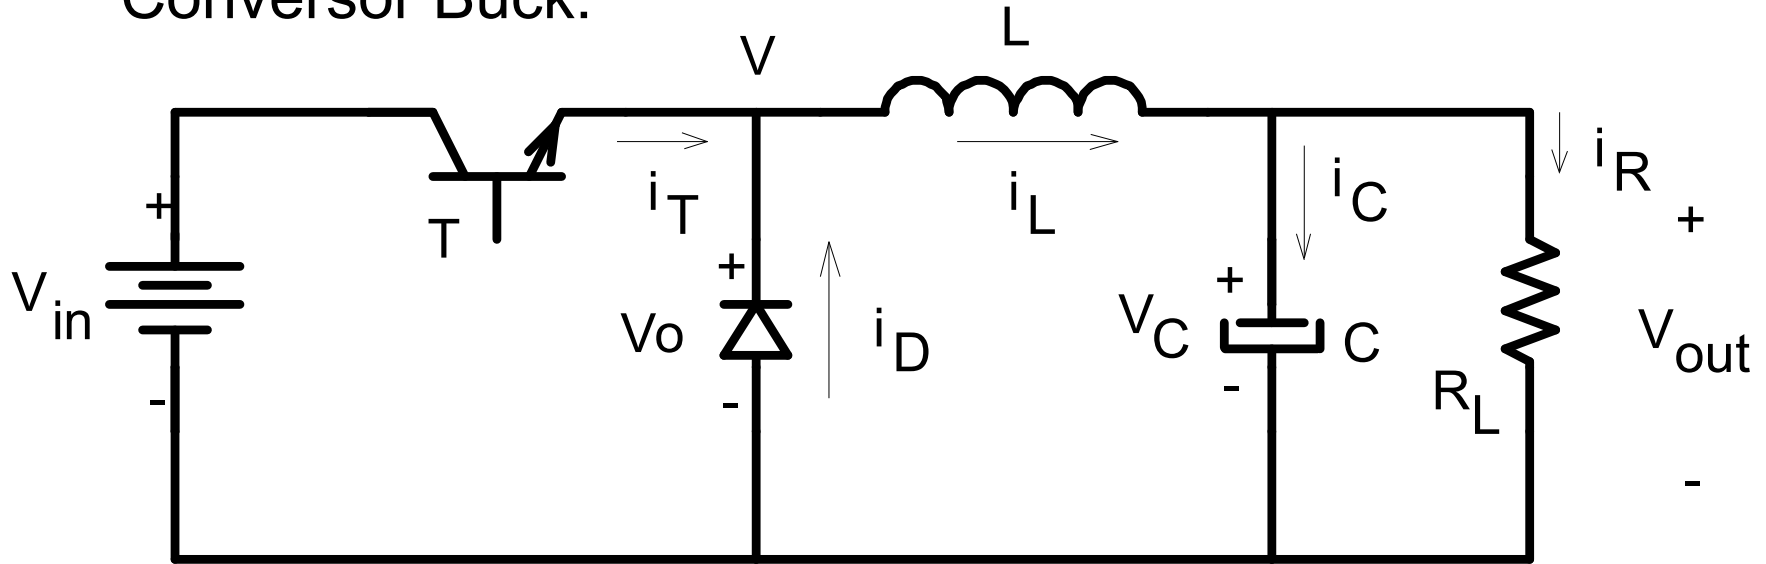 Conversor Buck.
L
V
i R
i C
i T
i L
T
+
+
+
+
V in
Vo
i D
V C
C
V out
R L
-
-
-
-